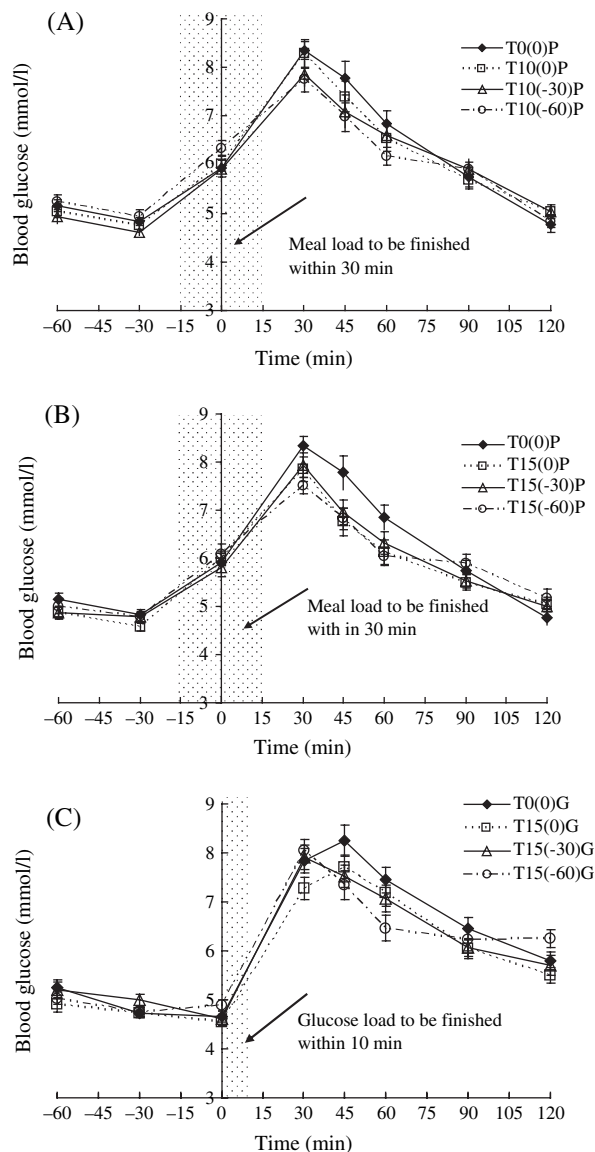 (A)
Blood glucose (mmol/l)
9
8
7
6
5
4
3
T0(0)P
T10(0)P
T10(-30)P
T10(-60)P
Meal load to be finished
within 30 min
–60 –45 –30 –15 0 15 30 45 60 75 90 105 120
Time (min)
(B)
Blood glucose (mmol/l)
9
8
7
6
5
4
3
T0(0)P
T15(0)P
T15(-30)P
T15(-60)P
Meal load to be finished
with in 30 min
–60 –45 –30 –15 0 15 30 45 60 75 90 105 120
Time (min)
(C)
Blood glucose (mmol/l)
9
8
7
6
5
4
3
T0(0)G
T15(0)G
T15(-30)G
T15(-60)G
Glucose load to be finished
within 10 min
–60 –45 –30 –15 0 15 30 45 60 75 90 105 120
Time (min)